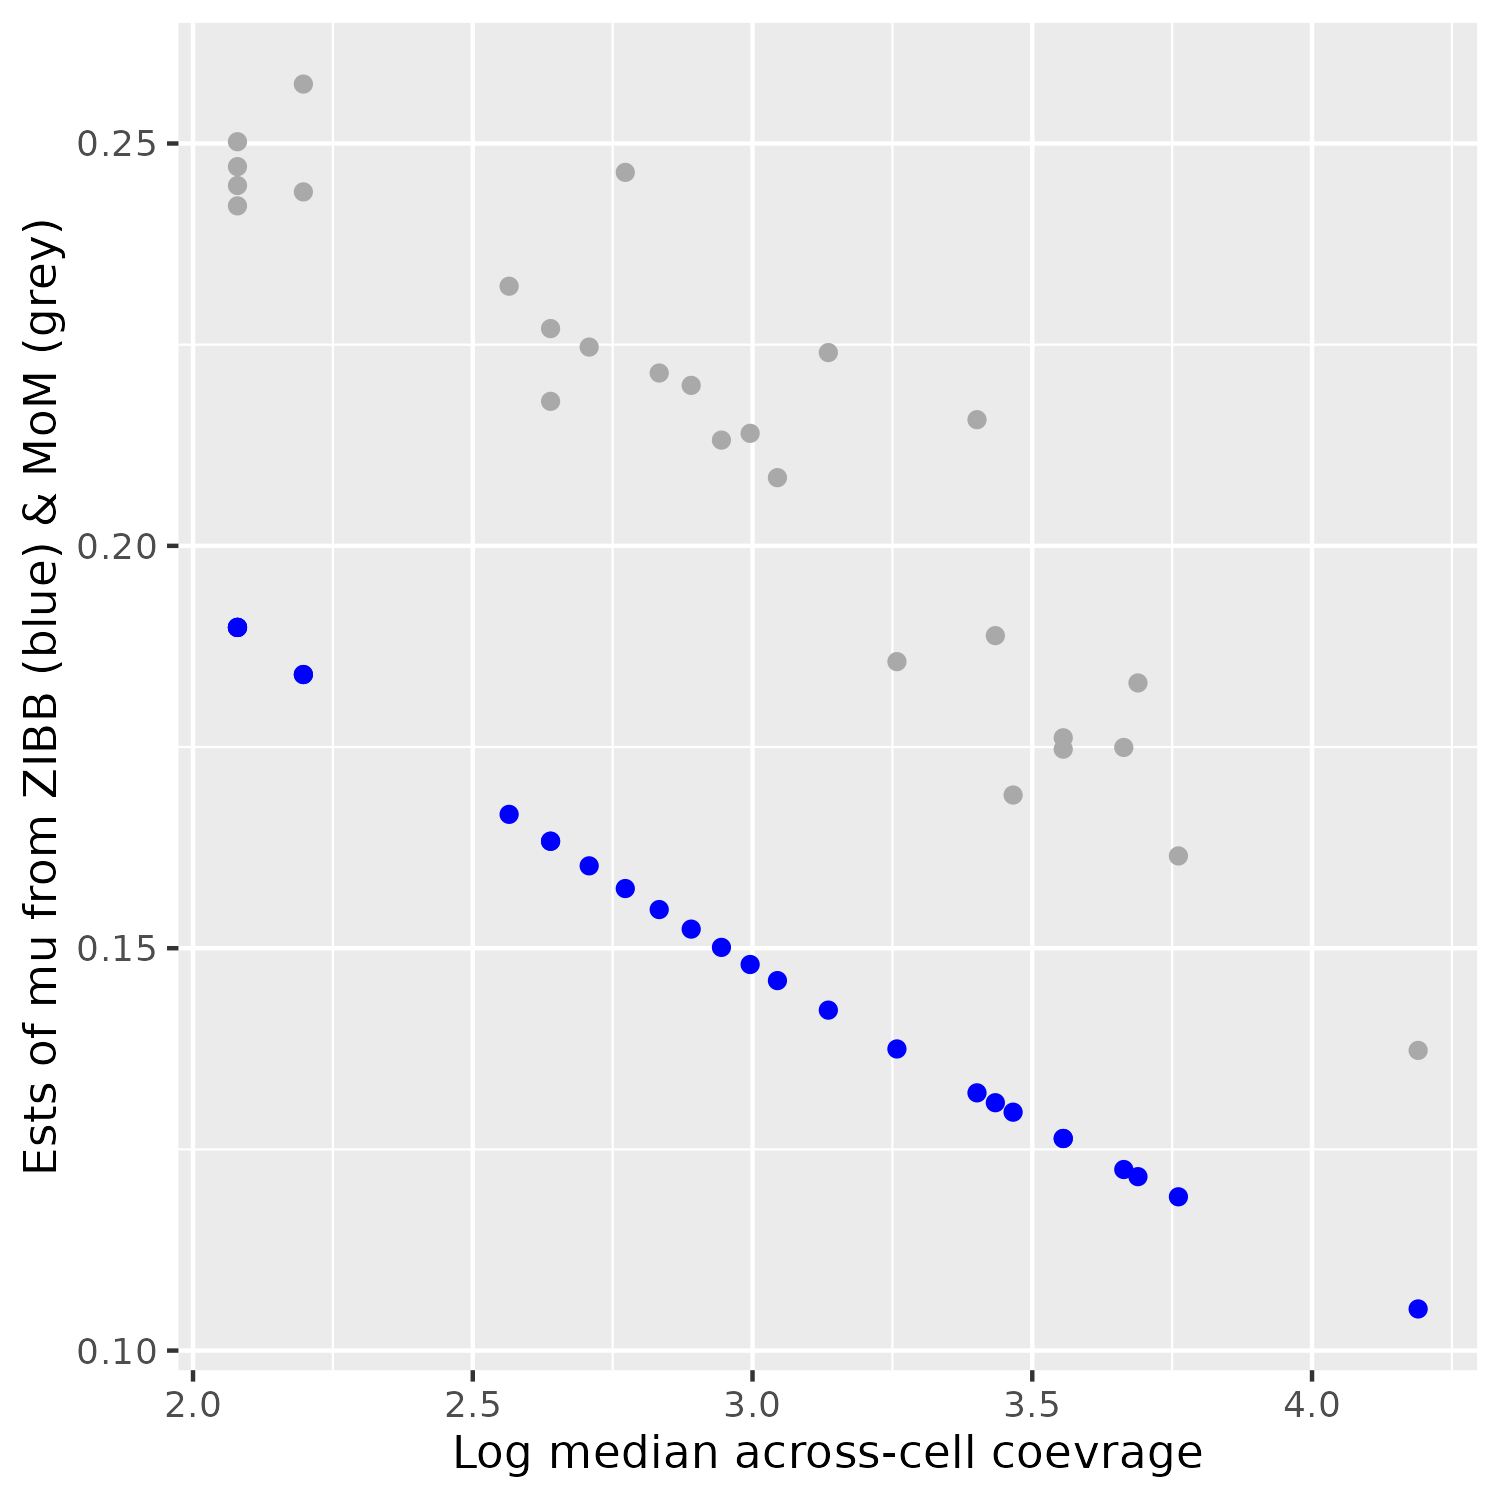 Ests of mu from ZIBB (blue) & MoM (grey)
0.25
0.20
0.15
0.10
2.0 2.5 3.0 3.5 4.0
Log median across-cell coevrage